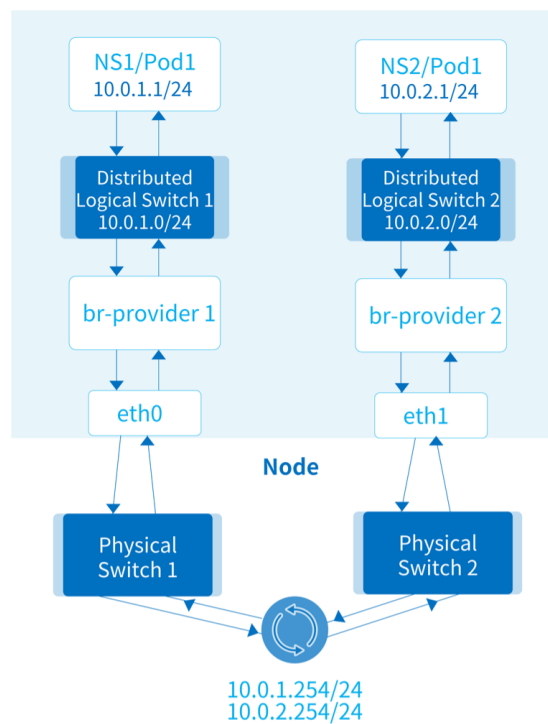 NS1/Pod1
10.0.1.1/24
NS2/Pod1
10.0.2.1/24
Distributed
Logical Switch 1
10.0.1.0/24
Distributed
Logical Switch 2
10.0.2.0/24
br-provider 1
br-provider 2
eth0
eth1
Node
Physical
Switch 1
Physical
Switch 2
10.0.1.254/24
10.0.2.254/24